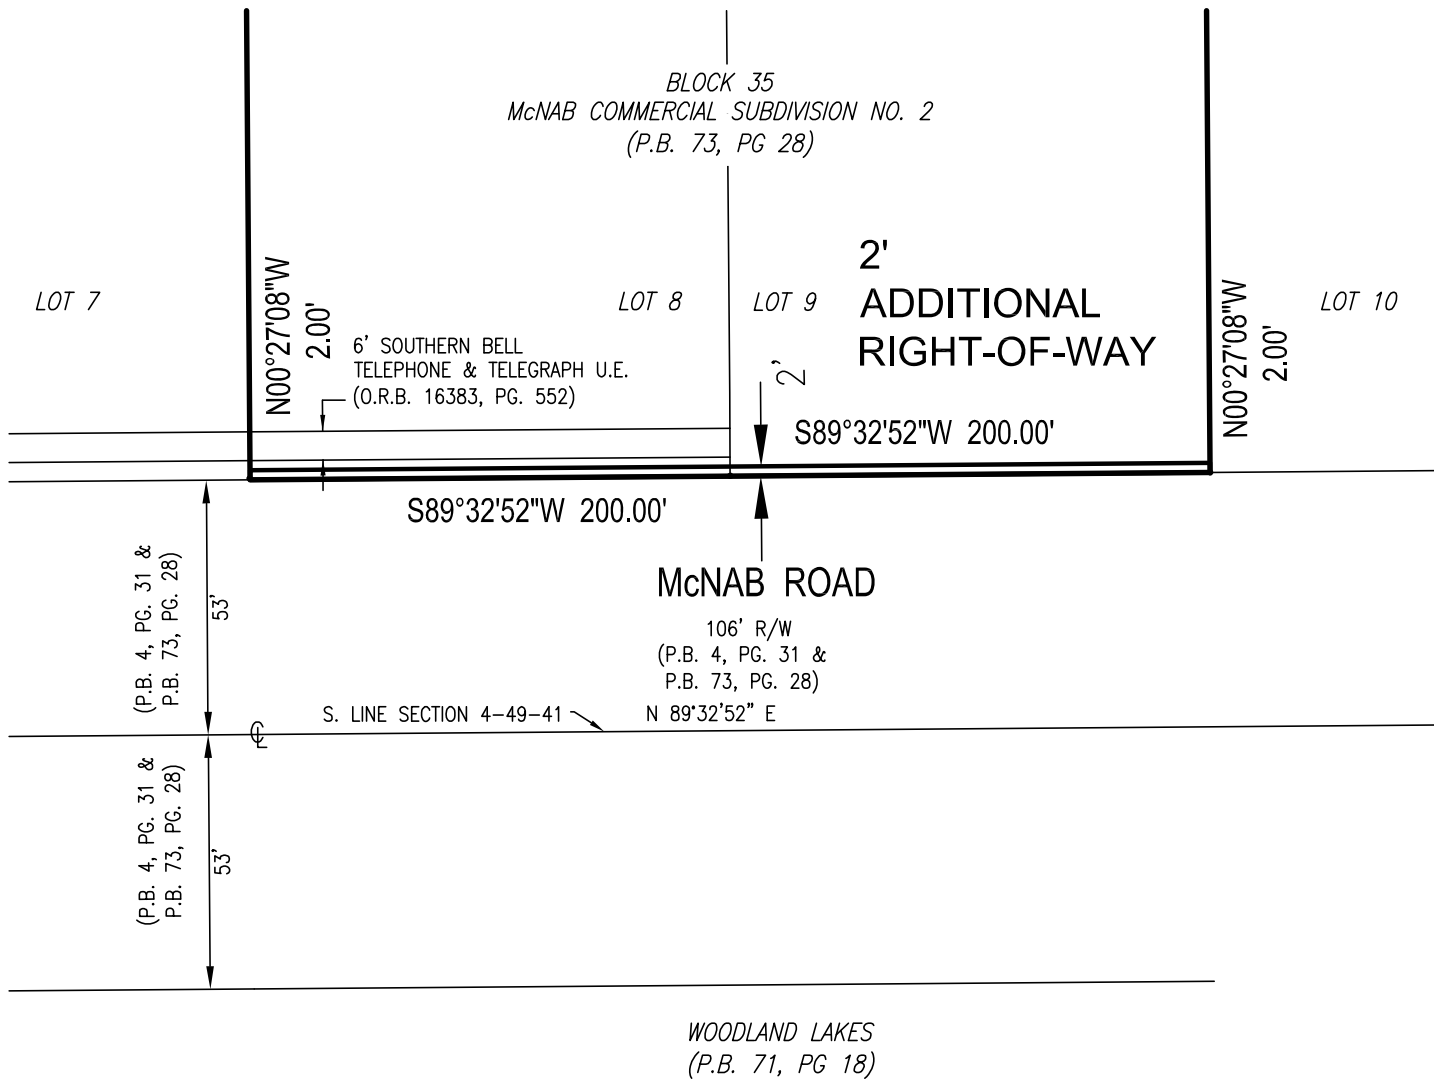 BLOCK 35
McNAB COMMERCIAL SUBDIVISION NO. 2
(P.B. 73, PG 28)
LOT 7
N00°27'08"W
2.00'
6' SOUTHERN BELL
TELEPHONE & TELEGRAPH U.E.
(O.R.B. 16383, PG. 552)
LOT 8
LOT 9
2'
ADDITIONAL
RIGHT-OF-WAY
2'
N00°27'08"W
2.00'
LOT 10
S89°32'52"W 200.00'
S89°32'52"W 200.00'
(P.B. 4, PG. 31 &
P.B. 73, PG. 28)
53'
McNAB ROAD
106' R/W
(P.B. 4, PG. 31 &
P.B. 73, PG. 28)
S. LINE SECTION 4-49-41
N 89°32'52" E
℄
(P.B. 4, PG. 31 &
P.B. 73, PG. 28)
53'
WOODLAND LAKES
(P.B. 71, PG 18)